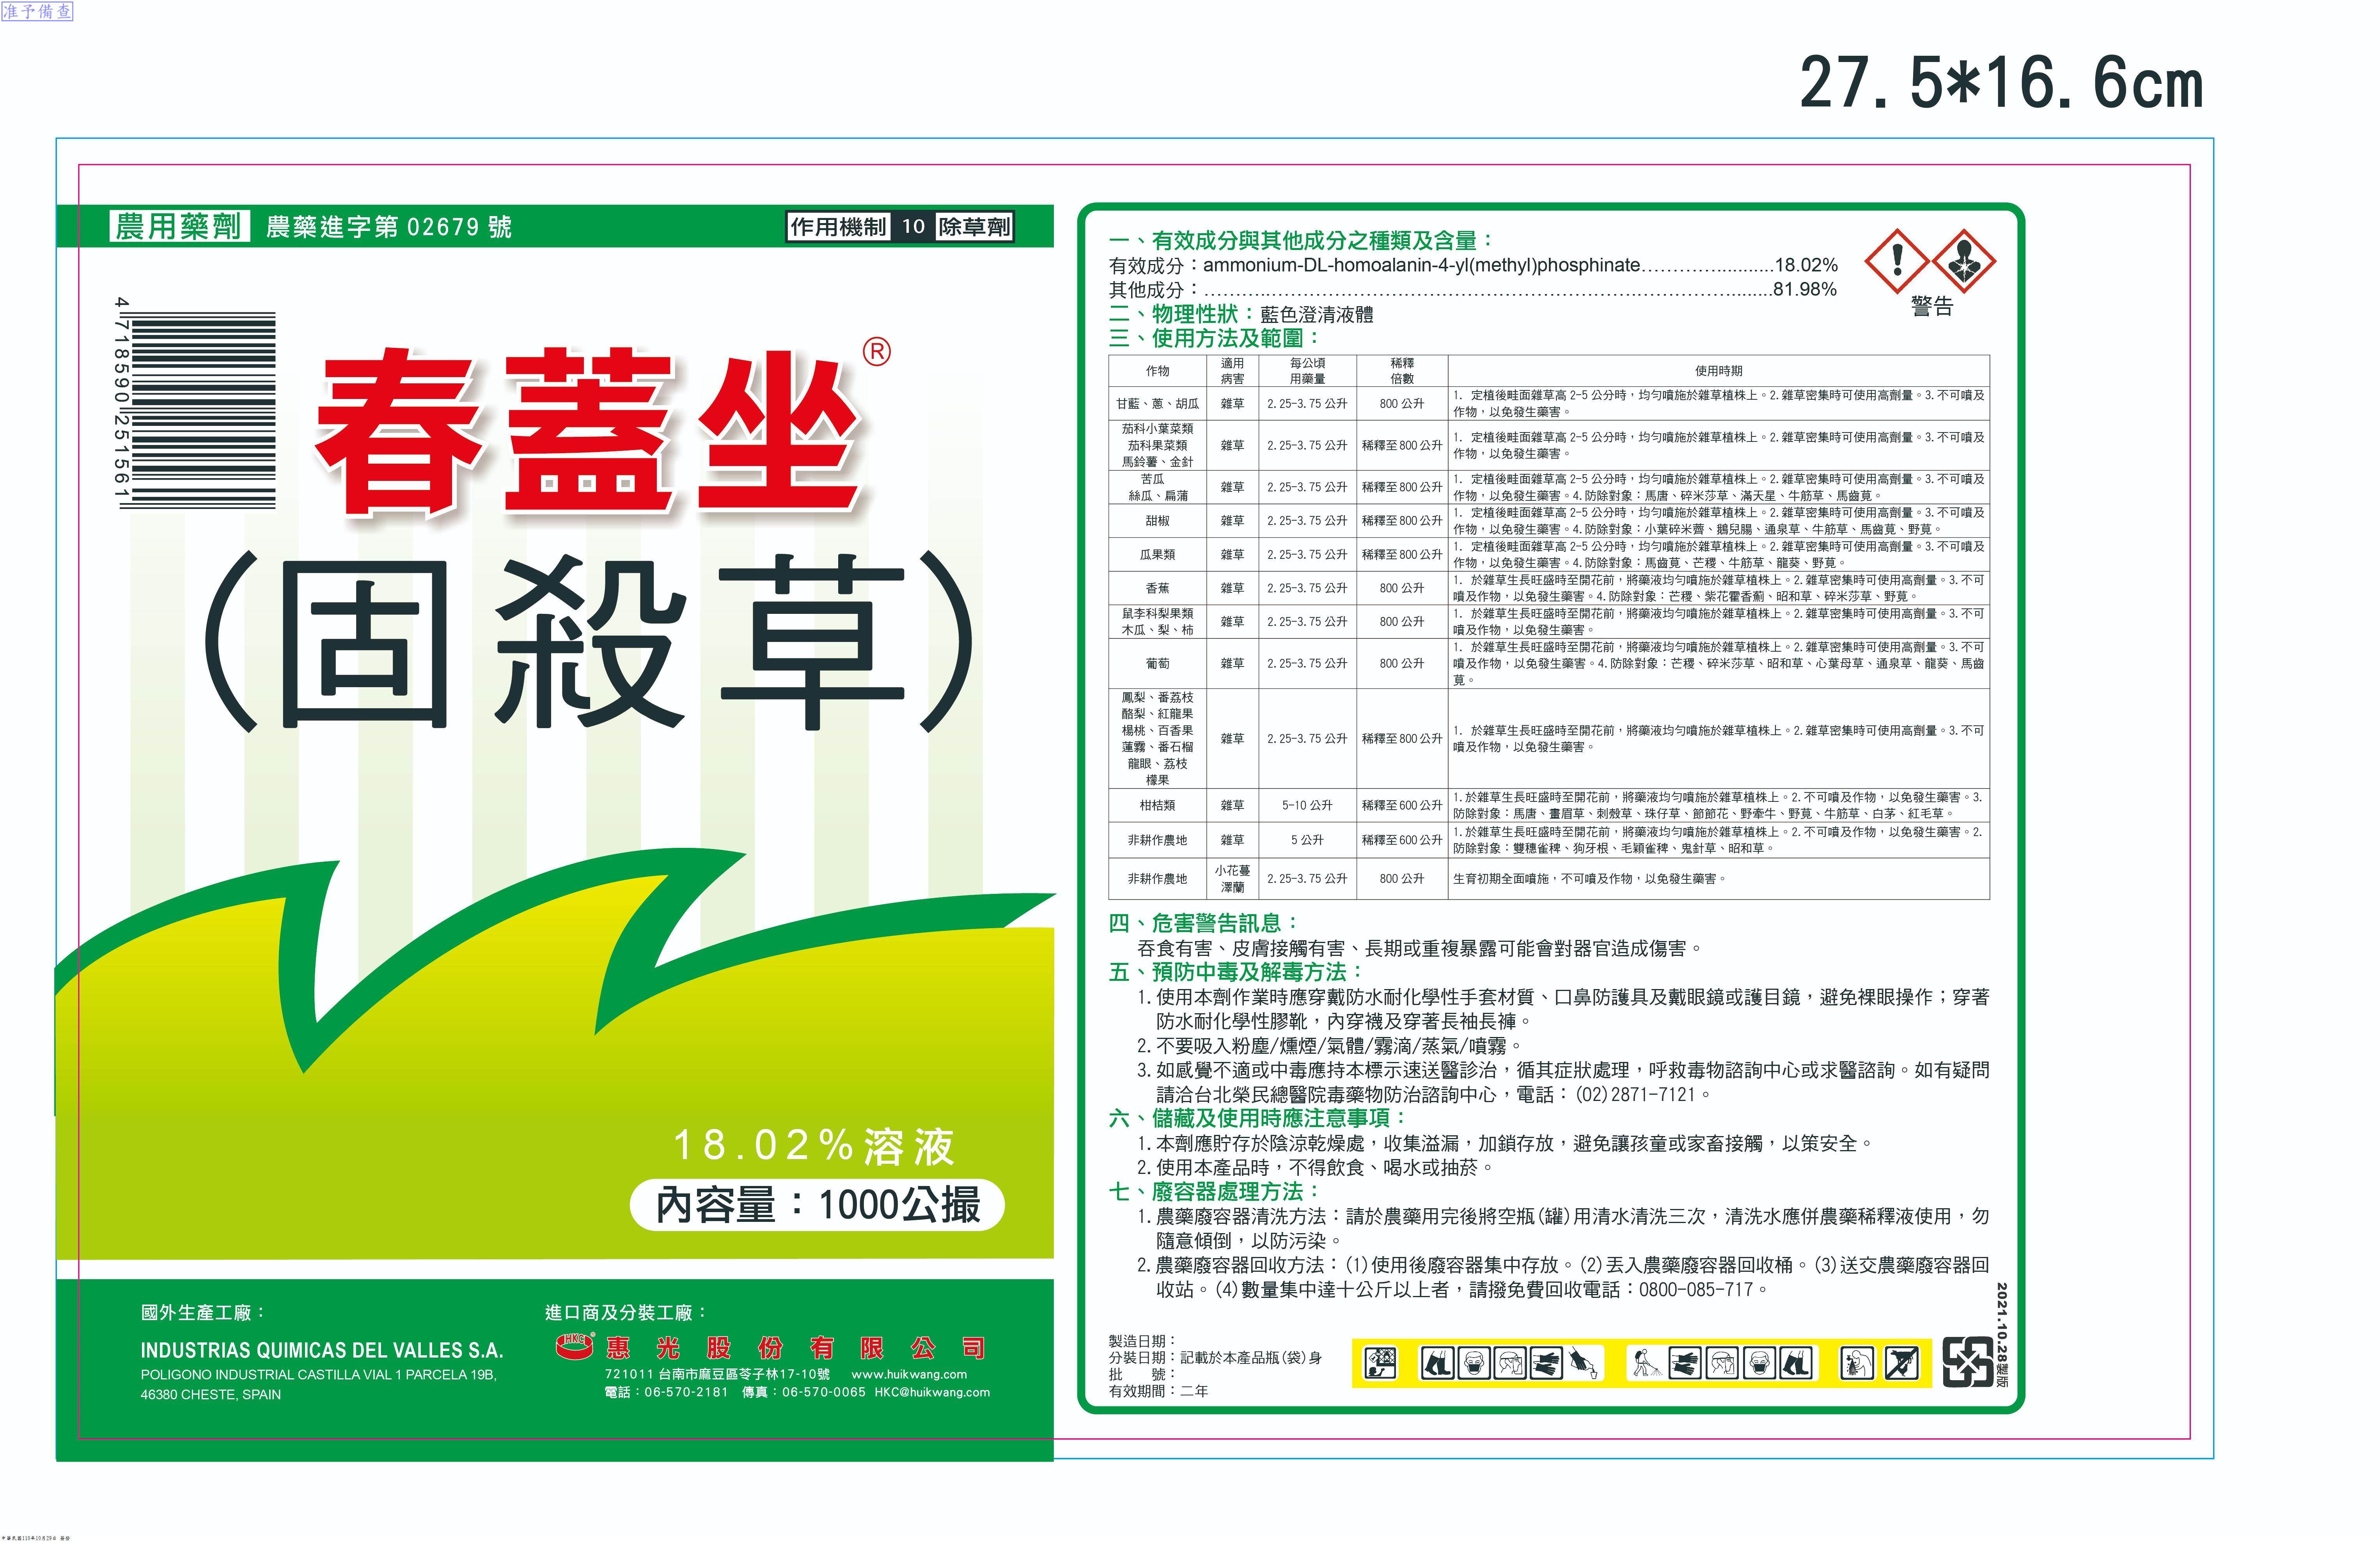 准予備查
27.5*16.6cm
農用藥劑 農藥進字第 02679 號
作用機制 10 除草劑
4 718590 251561
春蓋坐®
（固殺草）
18.02%溶液
內容量：1000公撮
國外生產工廠：
INDUSTRIAS QUIMICAS DEL VALLES S.A.
POLIGONO INDUSTRIAL CASTILLA VIAL 1 PARCELA 19B,
46380 CHESTE, SPAIN
進口商及分裝工廠：
HKC® 惠光股份有限公司
721011 台南市麻豆區苓子林17-10號 www.huikwang.com
電話：06-570-2181 傳真：06-570-0065 HKC@huikwang.com
一、有效成分與其他成分之種類及含量：
有效成分：ammonium-DL-homoalanin-4-yl(methyl)phosphinate.......................18.02%
其他成分：.......................81.98%
警告
二、物理性狀：藍色澄清液體
三、使用方法及範圍：
作物 適用病害 每公頃用藥量 稀釋倍數 使用時期
甘藍、蔥、胡瓜 雜草 2.25-3.75 公升 800 公升 1. 定植後畦面雜草高 2-5 公分時，均勻噴施於雜草植株上。2.雜草密集時可使用高劑量。3.不可噴及
作物，以免發生藥害。
茄科小葉菜類
茄科果菜類
馬鈴薯、金針 雜草 2.25-3.75 公升 稀釋至 800 公升 1. 定植後畦面雜草高 2-5 公分時，均勻噴施於雜草植株上。2.雜草密集時可使用高劑量。3.不可噴及
作物，以免發生藥害。
苦瓜
絲瓜、扁蒲 雜草 2.25-3.75 公升 稀釋至 800 公升 1. 定植後畦面雜草高 2-5 公分時，均勻噴施於雜草植株上。2.雜草密集時可使用高劑量。3.不可噴及
作物，以免發生藥害。4.防除對象：馬唐、碎米莎草、滿天星、牛筋草、馬齒莧。
甜椒 雜草 2.25-3.75 公升 稀釋至 800 公升 1. 定植後畦面雜草高 2-5 公分時，均勻噴施於雜草植株上。2.雜草密集時可使用高劑量。3.不可噴及
作物，以免發生藥害。4.防除對象：小葉碎米薺、鵝兒腸、通泉草、牛筋草、馬齒莧、野莧。
瓜果類 雜草 2.25-3.75 公升 稀釋至 800 公升 1. 定植後畦面雜草高 2-5 公分時，均勻噴施於雜草植株上。2.雜草密集時可使用高劑量。3.不可噴及
作物，以免發生藥害。4.防除對象：馬齒莧、芒稷、牛筋草、龍葵、野莧。
香蕉 雜草 2.25-3.75 公升 800 公升 1. 於雜草生長旺盛時至開花前，將藥液均勻噴施於雜草植株上。2.雜草密集時可使用高劑量。3.不可
噴及作物，以免發生藥害。4.防除對象：芒稷、紫花霍香薊、昭和草、碎米莎草、野莧。
鼠李科梨果類
木瓜、梨、柿 雜草 2.25-3.75 公升 800 公升 1. 於雜草生長旺盛時至開花前，將藥液均勻噴施於雜草植株上。2.雜草密集時可使用高劑量。3.不可
噴及作物，以免發生藥害。
葡萄 雜草 2.25-3.75 公升 800 公升 1. 於雜草生長旺盛時至開花前，將藥液均勻噴施於雜草植株上。2.雜草密集時可使用高劑量。3.不可
噴及作物，以免發生藥害。4.防除對象：芒稷、碎米莎草、昭和草、心葉母草、通泉草、龍葵、馬齒
莧。
鳳梨、番荔枝
酪梨、紅龍果
楊桃、百香果
蓮霧、番石榴
龍眼、荔枝
檬果 雜草 2.25-3.75 公升 稀釋至 800 公升 1. 於雜草生長旺盛時至開花前，將藥液均勻噴施於雜草植株上。2.雜草密集時可使用高劑量。3.不可
噴及作物，以免發生藥害。
柑桔類 雜草 5-10 公升 稀釋至 600 公升 1.於雜草生長旺盛時至開花前，將藥液均勻噴施於雜草植株上。2.不可噴及作物，以免發生藥害。3.
防除對象：馬唐、畫眉草、刺殼草、珠仔草、節節花、野牽牛、野莧、牛筋草、白茅、紅毛草。
非耕作農地 雜草 5 公升 稀釋至 600 公升 1.於雜草生長旺盛時至開花前，將藥液均勻噴施於雜草植株上。2.不可噴及作物，以免發生藥害。2.
防除對象：雙穗雀稗、狗牙根、毛穎雀稗、鬼針草、昭和草。
非耕作農地 小花蔓澤蘭 2.25-3.75 公升 800 公升 生育初期全面噴施，不可噴及作物，以免發生藥害。
四、危害警告訊息：
吞食有害、皮膚接觸有害、長期或重複暴露可能會對器官造成傷害。
五、預防中毒及解毒方法：
1.使用本劑作業時應穿戴防水耐化學性手套材質、口鼻防護具及戴眼鏡或護目鏡，避免裸眼操作；穿著
防水耐化學性膠靴，內穿襪及穿著長袖長褲。
2.不要吸入粉塵/燻煙/氣體/霧滴/蒸氣/噴霧。
3.如感覺不適或中毒應持本標示速送醫診治，循其症狀處理，呼救毒物諮詢中心或求醫諮詢。如有疑問
請洽台北榮民總醫院毒藥物防治諮詢中心，電話：(02)2871-7121。
六、儲藏及使用時應注意事項：
1.本劑應貯存於陰涼乾燥處，收集溢漏，加鎖存放，避免讓孩童或家畜接觸，以策安全。
2.使用本產品時，不得飲食、喝水或抽菸。
七、廢容器處理方法：
1.農藥廢容器清洗方法：請於農藥用完後將空瓶(罐)用清水清洗三次，清洗水應併農藥稀釋液使用，勿
隨意傾倒，以防污染。
2.農藥廢容器回收方法：(1)使用後廢容器集中存放。(2)丟入農藥廢容器回收桶。(3)送交農藥廢容器回
收站。(4)數量集中達十公斤以上者，請撥免費回收電話：0800-085-717。
製造日期：
分裝日期：記載於本產品瓶(袋)身
批 號：
有效期間：二年
2021.10.28製版